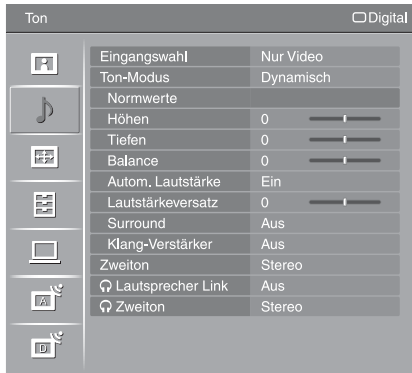 Ton Digital
Eingangswahl Nur Video
Ton-Modus Dynamisch
Normwerte
Höhen 0
Tiefen 0
Balance 0
Autom. Lautstärke Ein
Lautstärkeversatz 0
Surround Aus
Klang-Verstärker Aus
Zweiton Stereo
Lautsprecher Link Aus
Zweiton Stereo
A
D